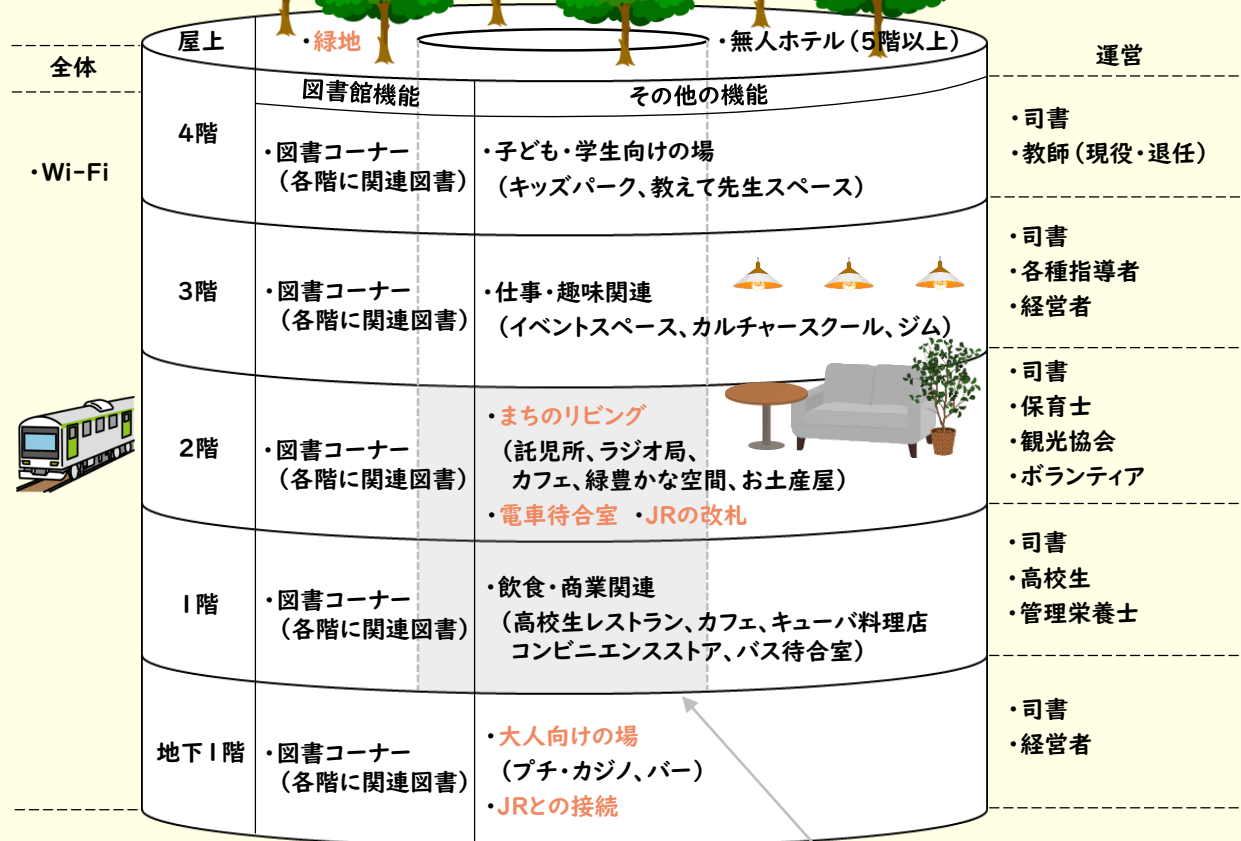 屋上
・緑地
・無人ホテル（5階以上）
全体
運営
図書館機能
その他の機能
・Wi-Fi
4階
・図書コーナー
（各階に関連図書）
・子ども・学生向けの場
（キッズパーク、教えて先生スペース）
・司書
・教師（現役・退任）
3階
・図書コーナー
（各階に関連図書）
・仕事・趣味関連
（イベントスペース、カルチャースクール、ジム）
・司書
・各種指導者
・経営者
2階
・図書コーナー
（各階に関連図書）
・まちのリビング
（託児所、ラジオ局、
カフェ、緑豊かな空間、お土産屋）
・電車待合室　・JRの改札
・司書
・保育士
・観光協会
・ボランティア
1階
・図書コーナー
（各階に関連図書）
・飲食・商業関連
（高校生レストラン、カフェ、キューバ料理店
コンビニエンスストア、バス待合室）
・司書
・高校生
・管理栄養士
地下1階
・図書コーナー
（各階に関連図書）
・大人向けの場
（プチ・カジノ、バー）
・JRとの接続
・司書
・経営者